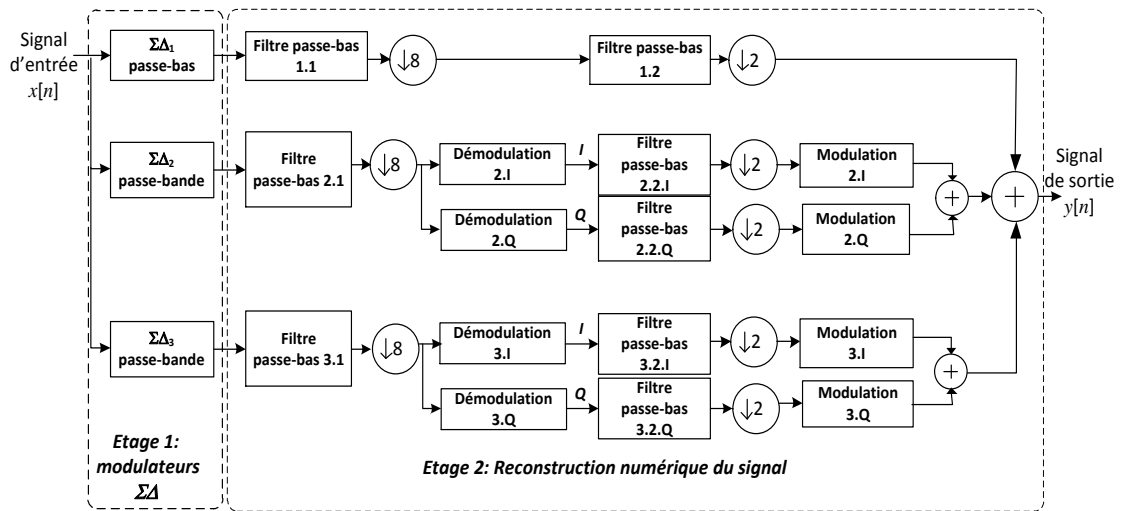 Signal
d'entrée
x[n]
ΣΔ1
passe-bas
Filtre passe-bas
1.1
↓8
Filtre passe-bas
1.2
↓2
ΣΔ2
passe-bande
Filtre
passe-bas 2.1
↓8
Démodulation
2.I
I
Filtre
passe-bas
2.2.I
↓2
Modulation
2.I
Démodulation
2.Q
Q
Filtre
passe-bas
2.2.Q
↓2
Modulation
2.Q
+
+
Signal
de sortie
y[n]
ΣΔ3
passe-bande
Filtre
passe-bas 3.1
↓8
Démodulation
3.I
I
Filtre
passe-bas
3.2.I
↓2
Modulation
3.I
Démodulation
3.Q
Q
Filtre
passe-bas
3.2.Q
↓2
Modulation
3.Q
+
Etage 1:
modulateurs
ΣΔ
Etage 2: Reconstruction numérique du signal